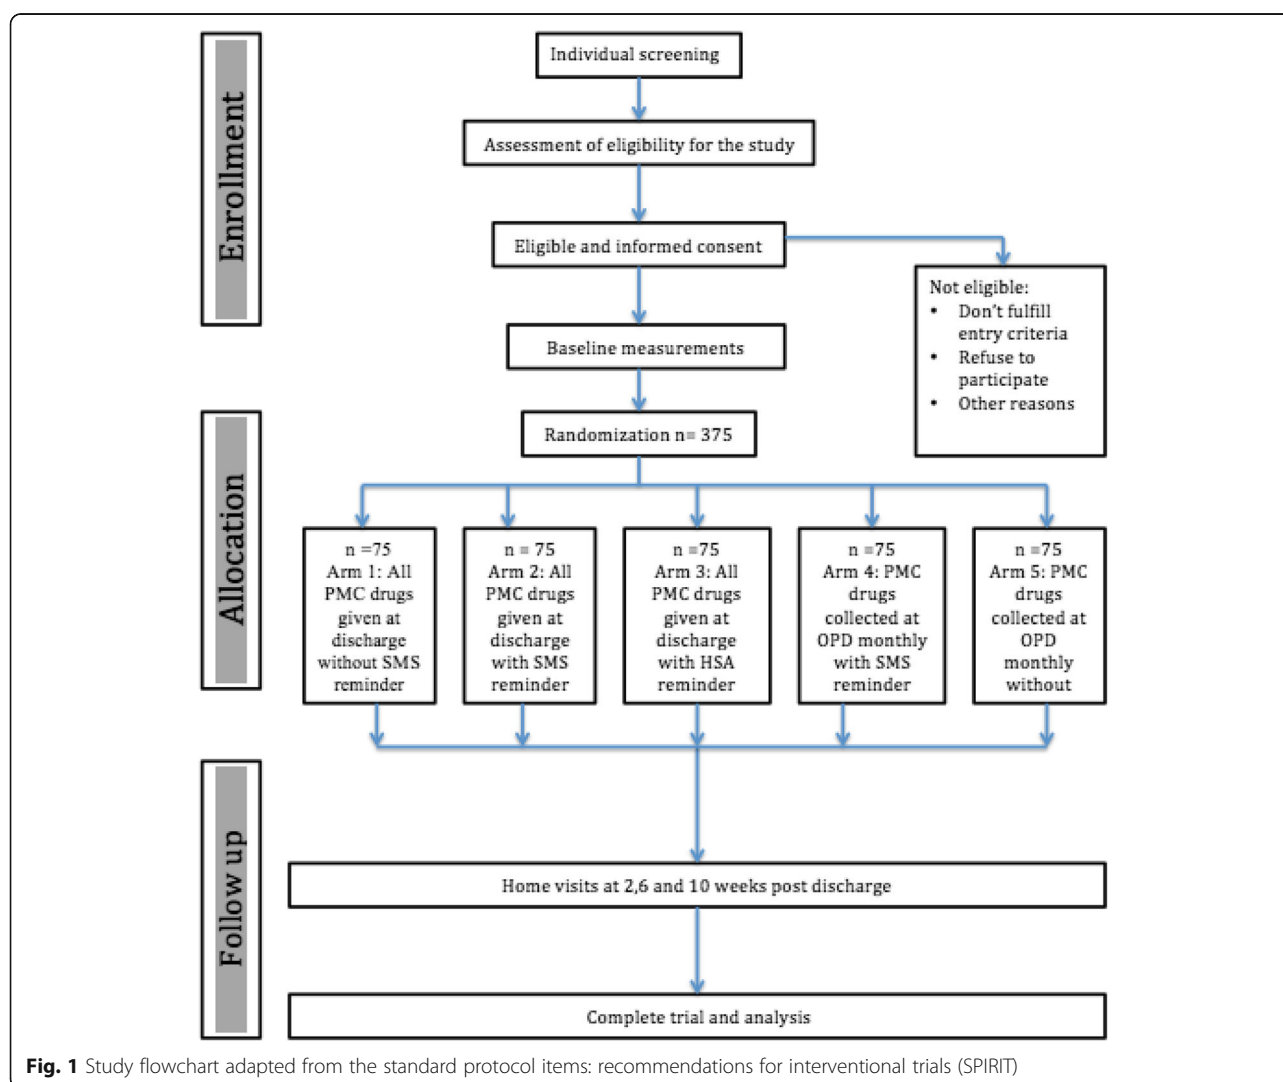 Enrollment
Individual screening
Assessment of eligibility for the study
Eligible and informed consent
Not eligible:
• Don't fulfill
entry criteria
• Refuse to
participate
• Other reasons
Baseline measurements
Allocation
Randomization n= 375
n =75
Arm 1: All
PMC drugs
given at
discharge
without SMS
reminder
n = 75
Arm 2: All
PMC drugs
given at
discharge
with SMS
reminder
n =75
Arm 3: All
PMC drugs
given at
discharge
with HSA
reminder
n =75
Arm 4: PMC
drugs
collected at
OPD monthly
with SMS
reminder
n =75
Arm 5: PMC
drugs
collected at
OPD
monthly
without
Follow up
Home visits at 2,6 and 10 weeks post discharge
Complete trial and analysis
Fig. 1 Study flowchart adapted from the standard protocol items: recommendations for interventional trials (SPIRIT)